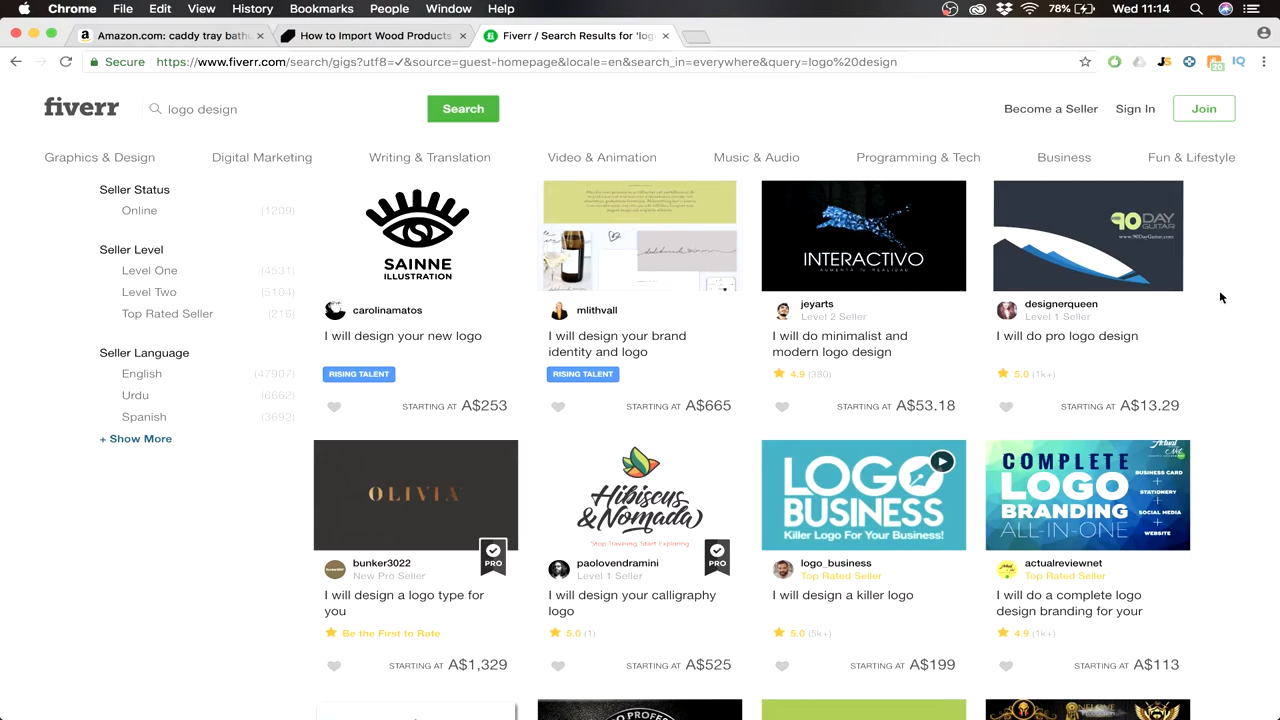 Chrome File Edit View History Bookmarks People Window Help
78% Wed 11:14
Amazon.com: caddy tray bath
How to Import Wood Products
Fiverr / Search Results for 'log
Secure https://www.fiverr.com/search/gigs?utf8=✓&source=guest-homepage&locale=en&search_in=everywhere&query=logo%20design
20
JS
IQ
fiverr
logo design
Search
Become a Seller Sign In Join
Graphics & Design Digital Marketing Writing & Translation Video & Animation Music & Audio Programming & Tech Business Fun & Lifestyle
Seller Status
Online (1209)
Seller Level
Level One (4531)
Level Two (5104)
Top Rated Seller (216)
Seller Language
English (47907)
Urdu (6662)
Spanish (3692)
+ Show More
SAINNE
ILLUSTRATION
carolinamatos
I will design your new logo
RISING TALENT
STARTING AT A$253
mlithvall
I will design your brand
identity and logo
RISING TALENT
STARTING AT A$665
INTERACTIVO
AUMENTA TU REALIDAD
jeyarts
Level 2 Seller
I will do minimalist and
modern logo design
4.9 (380)
STARTING AT A$53.18
90 DAY
GUITAR
www.90DayGuitar.com
designerqueen
Level 1 Seller
I will do pro logo design
5.0 (1k+)
STARTING AT A$13.29
OLIVIA
PRO
bunker3022
New Pro Seller
I will design a logo type for
you
Be the First to Rate
STARTING AT A$1,329
Hibiscus
& Nomada
Stop Traveling, Start Exploring
PRO
paolovendramini
Level 1 Seller
I will design your calligraphy
logo
5.0 (1)
STARTING AT A$525
LOGO
BUSINESS
Killer Logo For Your Business!
logo_business
Top Rated Seller
I will design a killer logo
5.0 (5k+)
STARTING AT A$199
COMPLETE
LOGO
BRANDING
ALL-IN-ONE
BUSINESS CARD
+
STATIONERY
+
SOCIAL MEDIA
+
WEBSITE
actualreviewnet
Top Rated Seller
I will do a complete logo
design branding for your
4.9 (1k+)
STARTING AT A$113